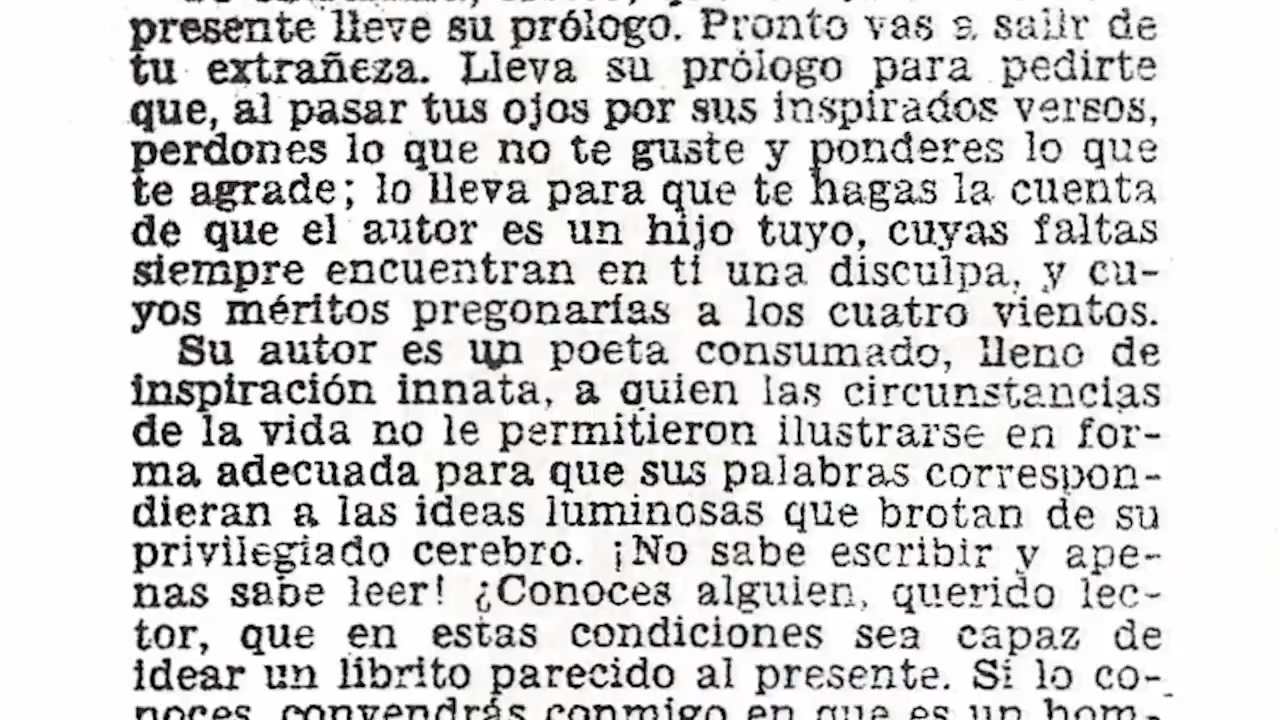 presente lleve su prólogo. Pronto vas a salir de
tu extrañeza. Lleva su prólogo para pedirte
que, al pasar tus ojos por sus inspirados versos,
perdones lo que no te guste y ponderes lo que
te agrade; lo lleva para que te hagas la cuenta
de que el autor es un hijo tuyo, cuyas faltas
siempre encuentran en ti una disculpa, y cu-
yos méritos pregonarías a los cuatro vientos.
Su autor es un poeta consumado, lleno de
inspiración innata, a quien las circunstancias
de la vida no le permitieron ilustrarse en for-
ma adecuada para que sus palabras correspon-
dieran a las ideas luminosas que brotan de su
privilegiado cerebro. ¡No sabe escribir y ape-
nas sabe leer! ¿Conoces alguien, querido lec-
tor, que en estas condiciones sea capaz de
idear un librito parecido al presente. Si lo co-
noces, convendrás conmigo en que es un hom-